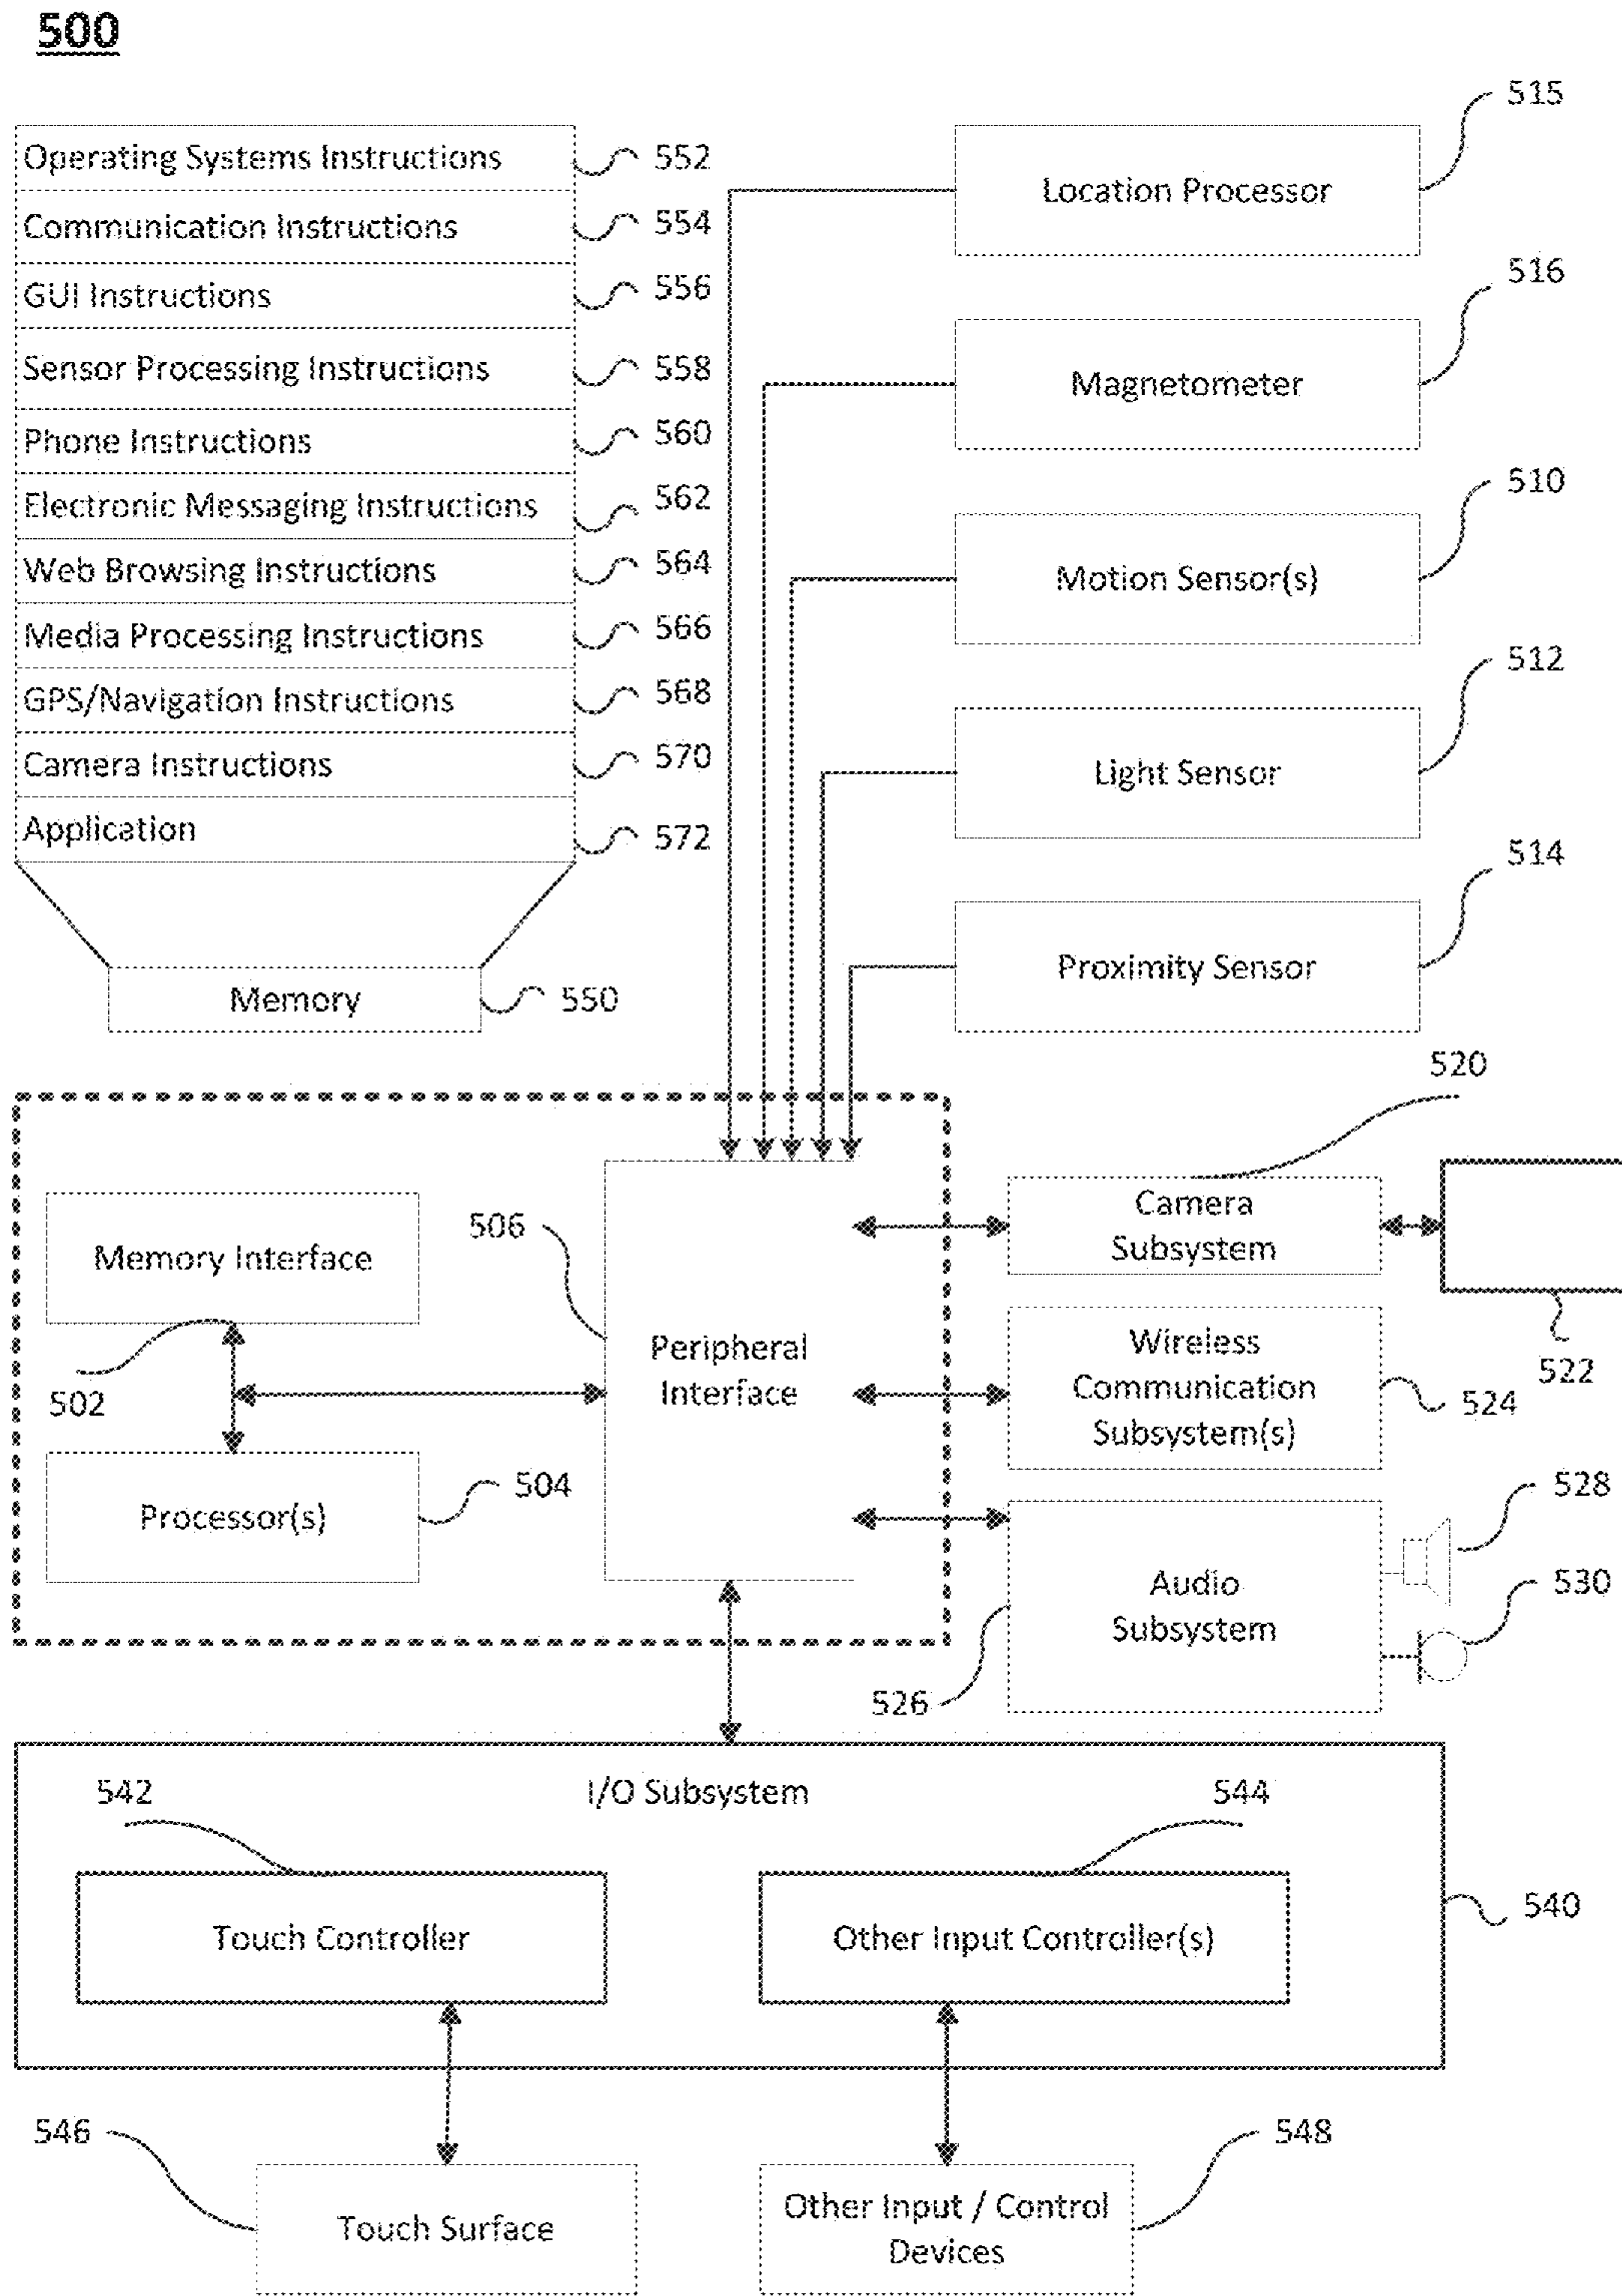 500
Operating Systems Instructions 552
Communication Instructions 554
GUI Instructions 556
Sensor Processing Instructions 558
Phone Instructions 560
Electronic Messaging Instructions 562
Web Browsing Instructions 564
Media Processing Instructions 566
GPS/Navigation Instructions 568
Camera Instructions 570
Application 572
Memory 550
Location Processor 515
Magnetometer 516
Motion Sensor(s) 510
Light Sensor 512
Proximity Sensor 514
Memory Interface
502
Processor(s) 504
506
Peripheral
Interface
520
Camera
Subsystem
522
Wireless
Communication
Subsystem(s)
524
Audio
Subsystem
526
528
530
I/O Subsystem
540
542
Touch Controller
544
Other Input Controller(s)
546
Touch Surface
548
Other Input / Control
Devices